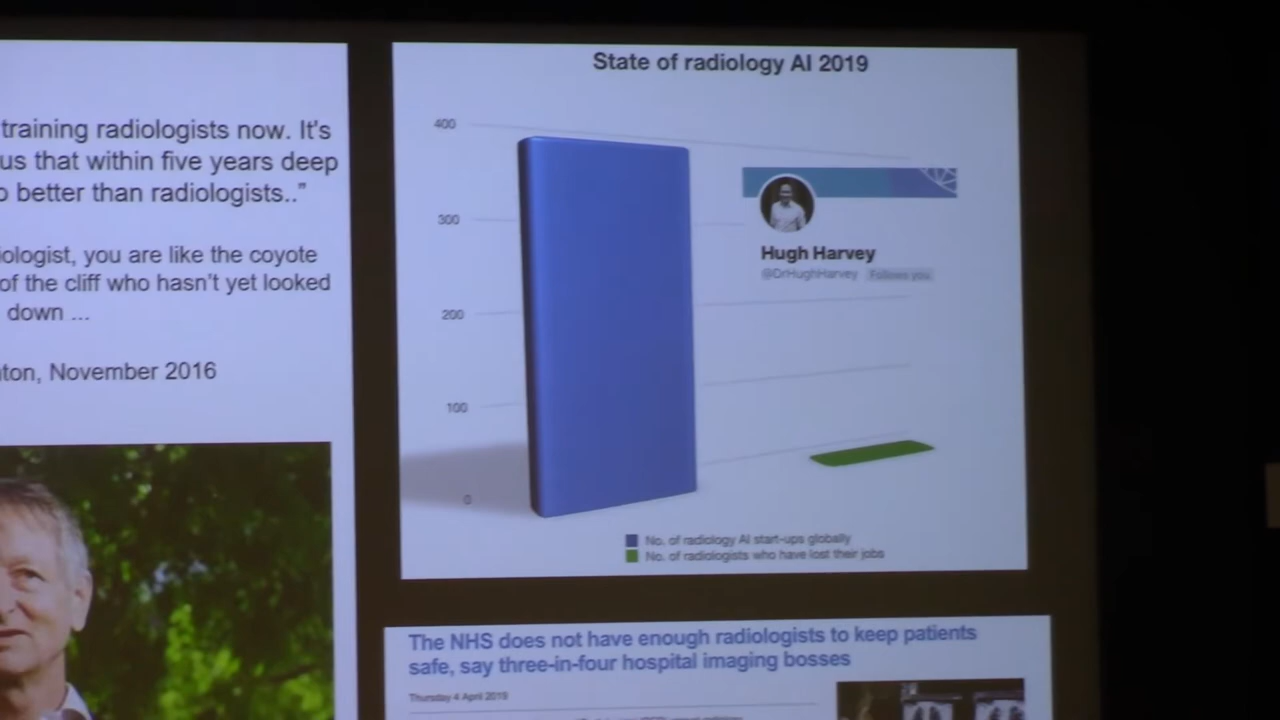 training radiologists now. It's
us that within five years deep
better than radiologists.."
iologist, you are like the coyote
of the cliff who hasn't yet looked
down ...
ton, November 2016
State of radiology AI 2019
400
300
200
100
0
Hugh Harvey
@DrHughHarvey Follows you
No. of radiology AI start-ups globally
No. of radiologists who have lost their jobs
The NHS does not have enough radiologists to keep patients
safe, say three-in-four hospital imaging bosses
Thursday 4 April 2019